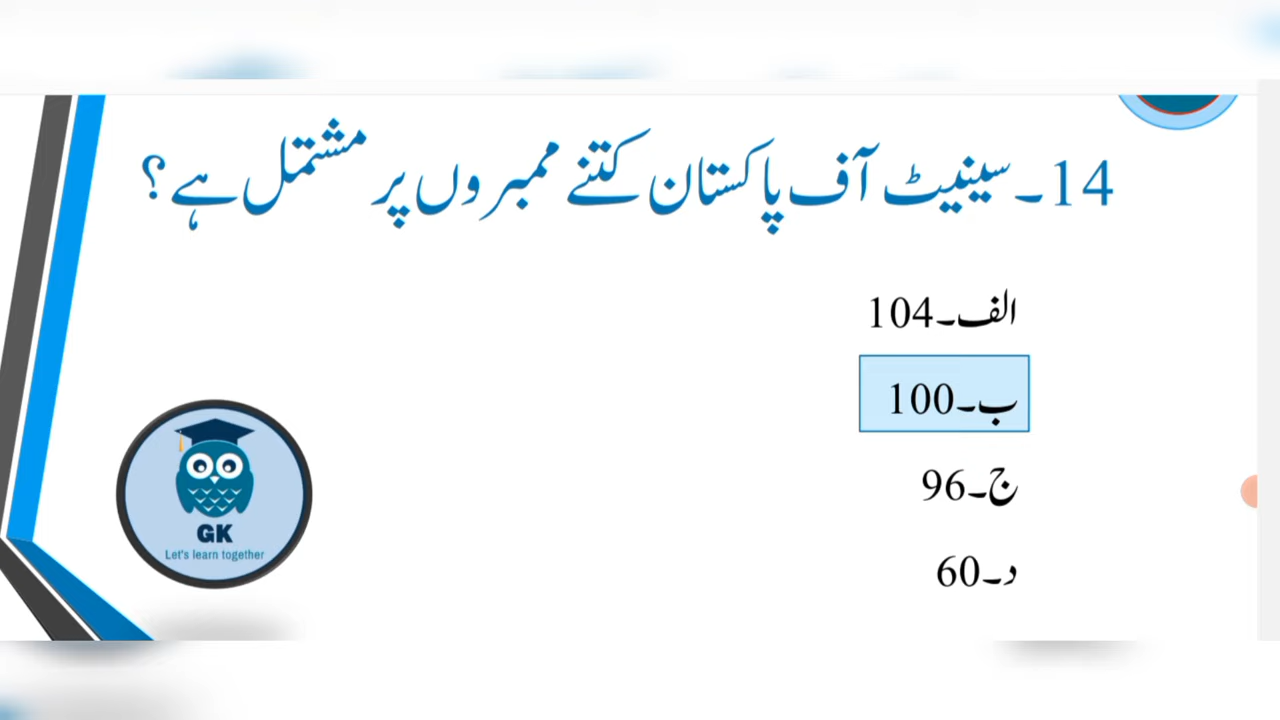 14۔سینیٹ آف پاکستان کتنے ممبروں پر مشتمل ہے؟
الف۔104
ب۔100
ج۔96
د۔60
GK
Let's learn together